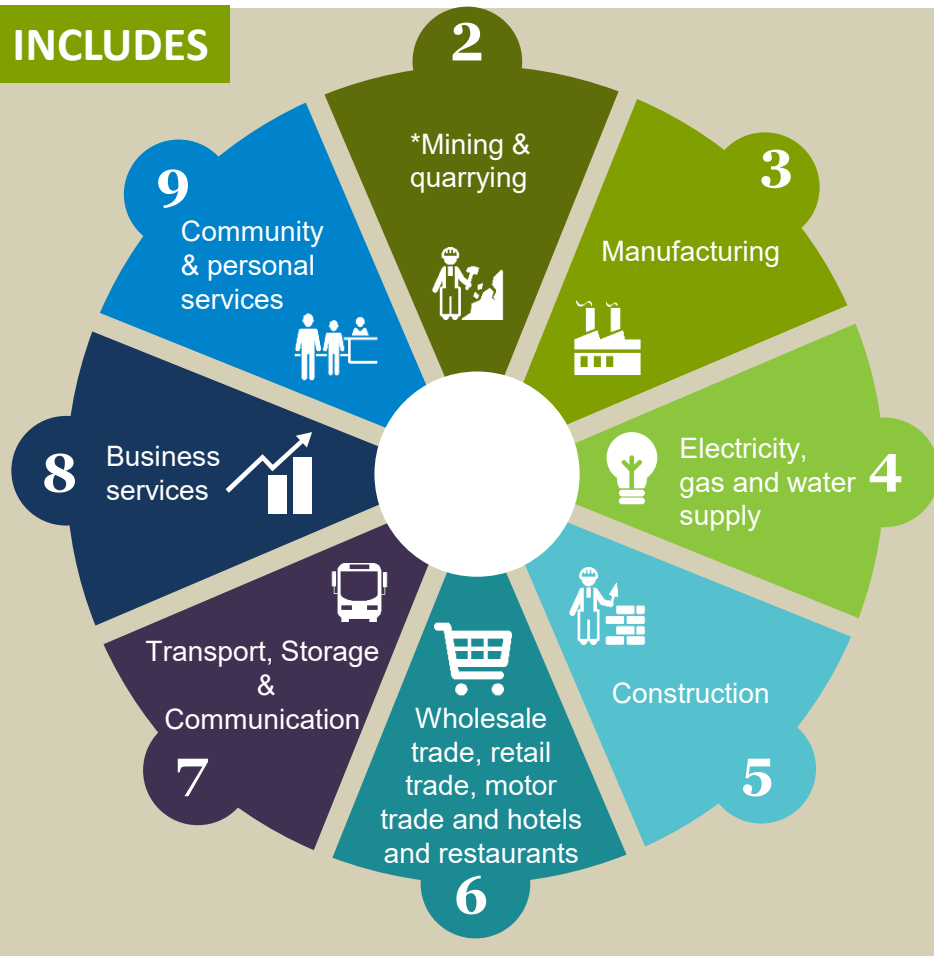 INCLUDES
2
*Mining &
quarrying
3
Manufacturing
4
Electricity,
gas and water
supply
5
Construction
6
Wholesale
trade, retail
trade, motor
trade and hotels
and restaurants
7
Transport, Storage
&
Communication
8
Business
services
9
Community
& personal
services